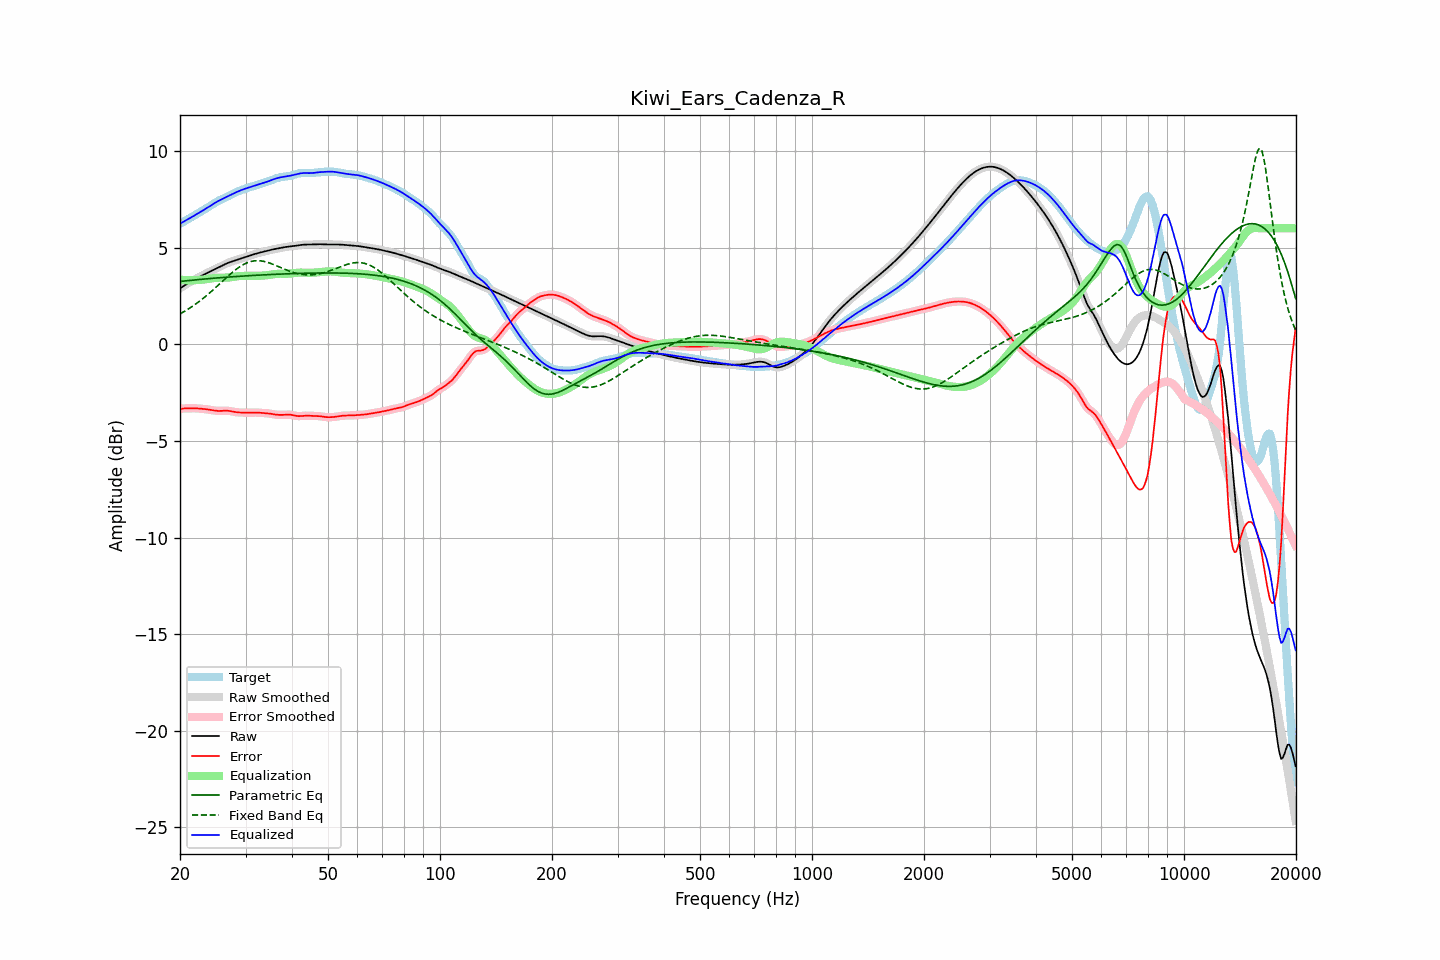 Kiwi_Ears_Cadenza_R
10
5
0
−5
−10
−15
−20
−25
Amplitude (dBr)
Target
Raw Smoothed
Error Smoothed
Raw
Error
Equalization
Parametric Eq
Fixed Band Eq
Equalized
20
50
100
200
500
1000
2000
5000
10000
20000
Frequency (Hz)